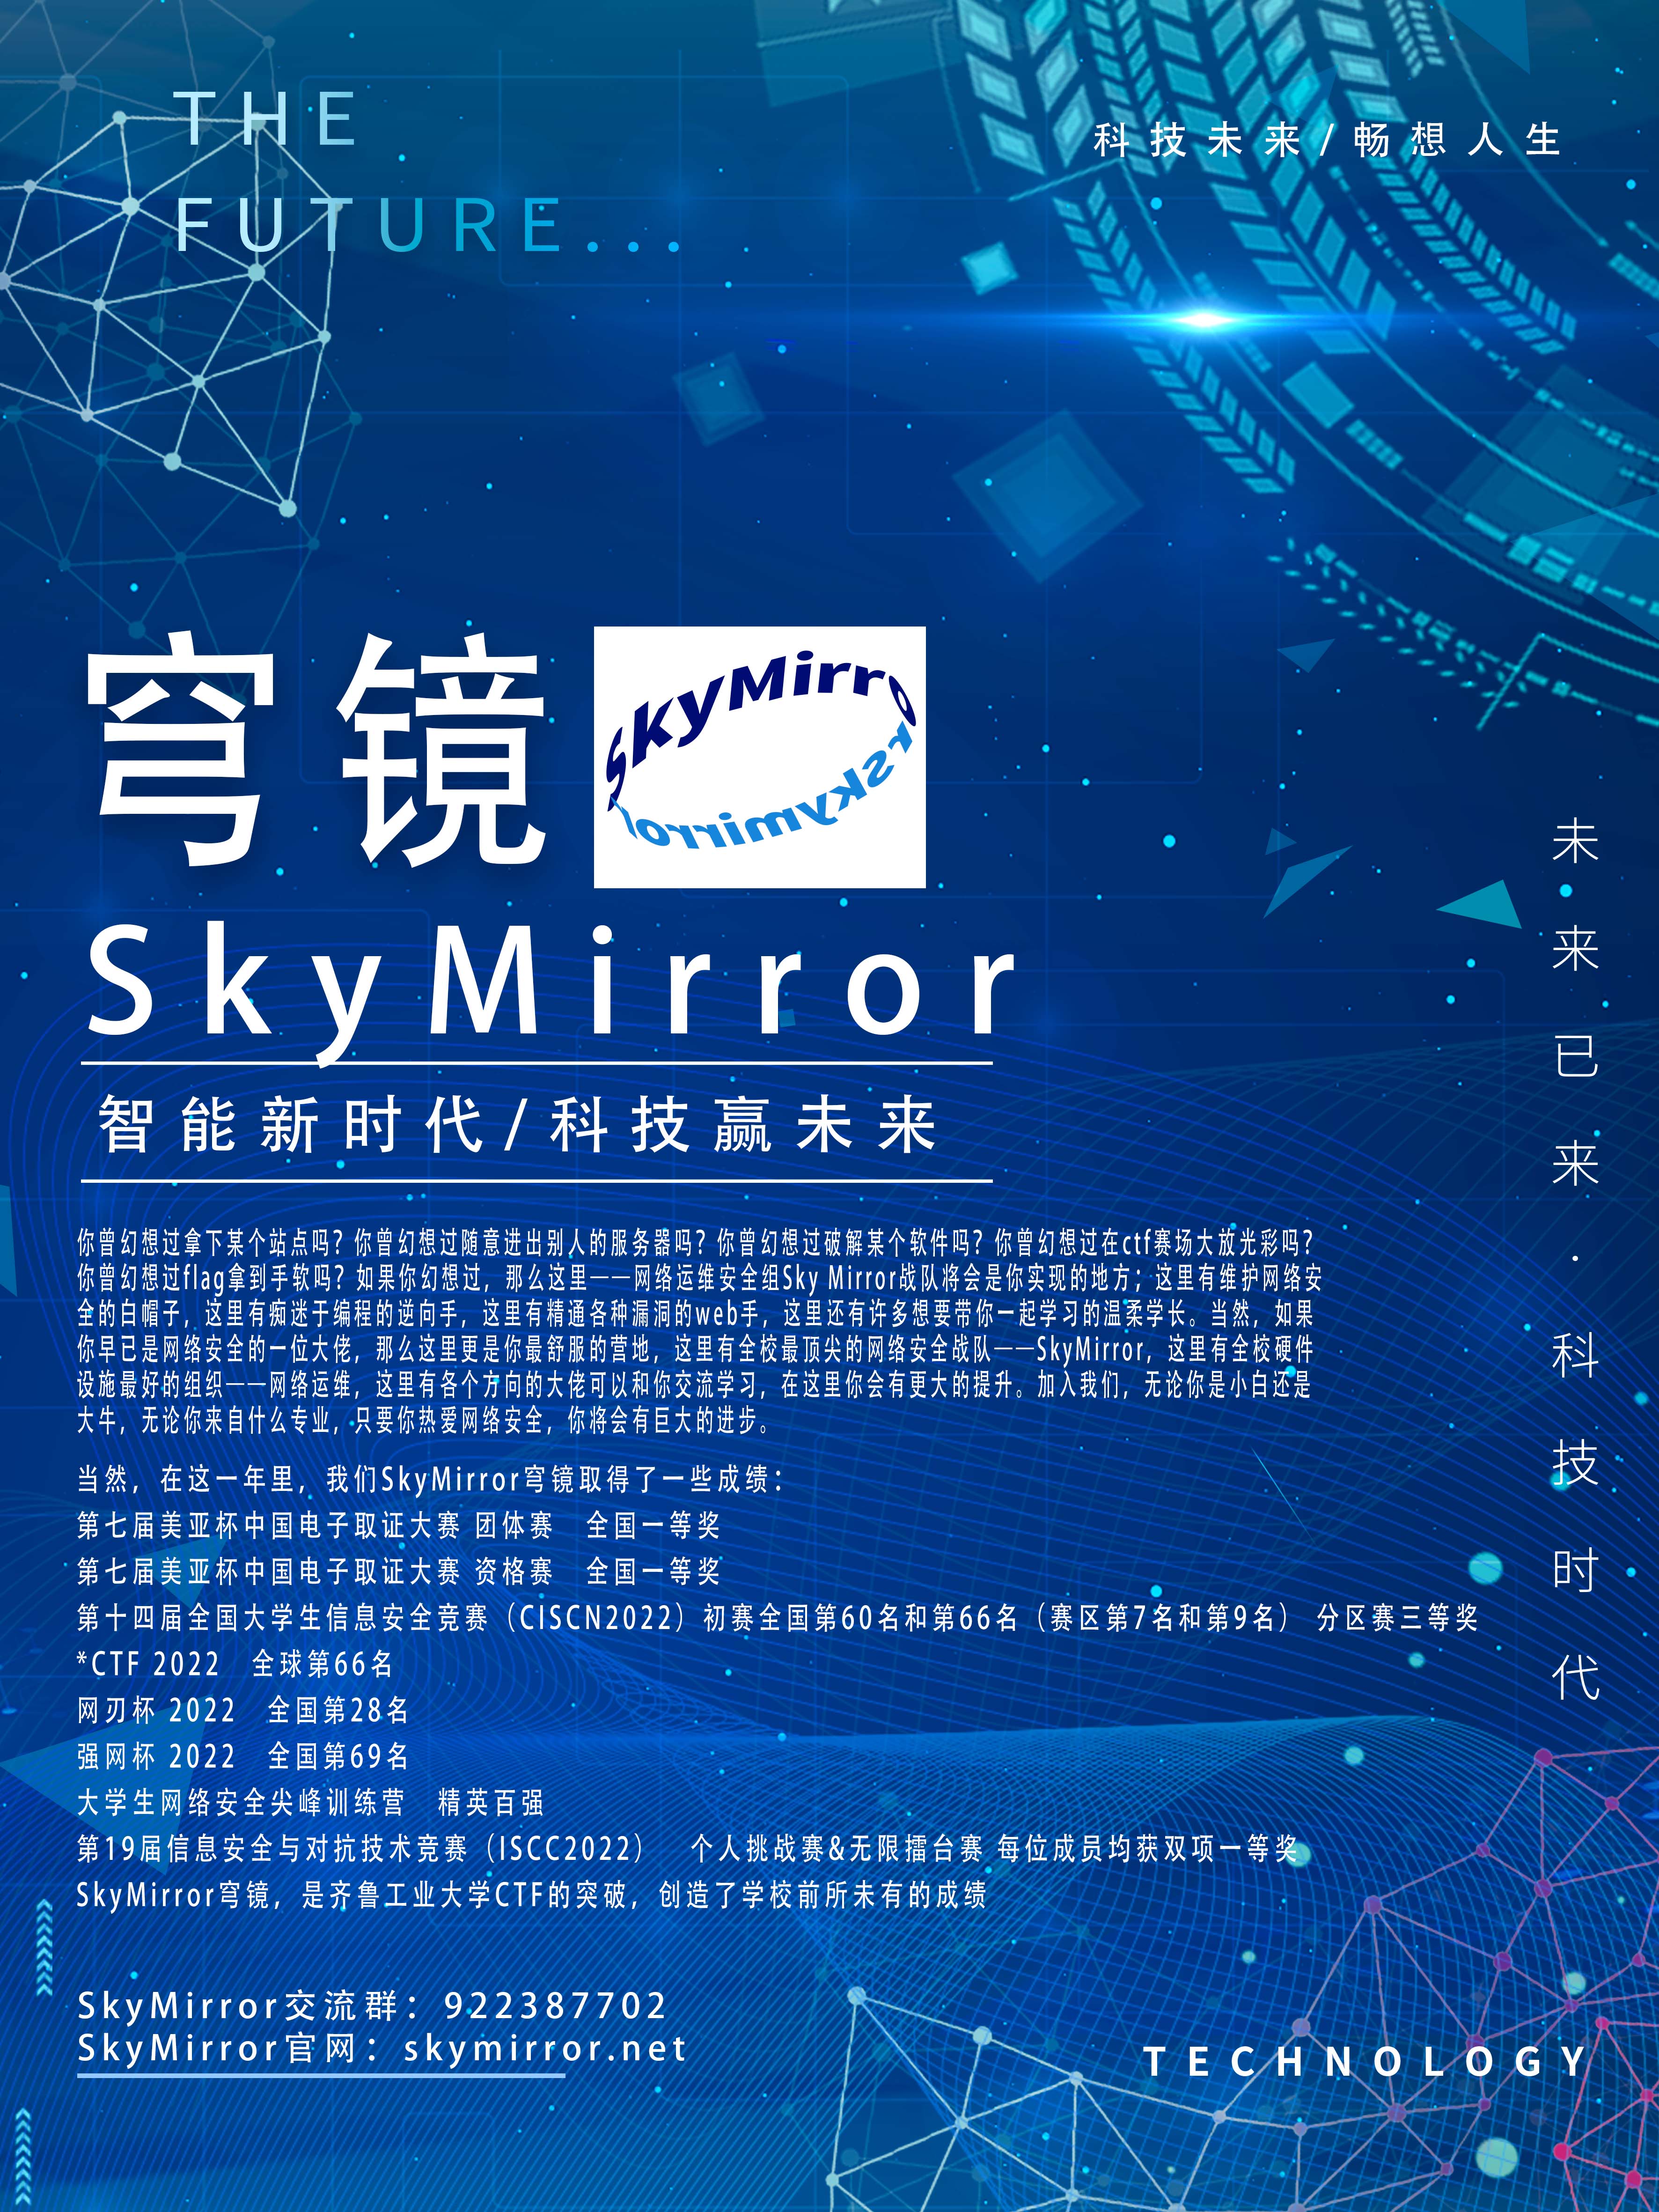 THE
FUTURE...
科技未来/畅想人生
穹镜
SkyMirror
skymirror
SkyMirror
智能新时代/科技赢未来
未来已来·科技时代
你曾幻想过拿下某个站点吗？你曾幻想过随意进出别人的服务器吗？你曾幻想过破解某个软件吗？你曾幻想过在ctf赛场大放光彩吗？
你曾幻想过flag拿到手软吗？如果你幻想过，那么这里——网络运维安全组Sky Mirror战队将会是你实现的地方；这里有维护网络安
全的白帽子，这里有痴迷于编程的逆向手，这里有精通各种漏洞的web手，这里还有许多想要带你一起学习的温柔学长。当然，如果
你早已是网络安全的一位大佬，那么这里更是你最舒服的营地，这里有全校最顶尖的网络安全战队——SkyMirror，这里有全校硬件
设施最好的组织——网络运维，这里有各个方向的大佬可以和你交流学习，在这里你会有更大的提升。加入我们，无论你是小白还是
大牛，无论你来自什么专业，只要你热爱网络安全，你将会有巨大的进步。
当然，在这一年里，我们SkyMirror穹镜取得了一些成绩：
第七届美亚杯中国电子取证大赛 团体赛　全国一等奖
第七届美亚杯中国电子取证大赛 资格赛　全国一等奖
第十四届全国大学生信息安全竞赛（CISCN2022）初赛全国第60名和第66名（赛区第7名和第9名） 分区赛三等奖
*CTF 2022　全球第66名
网刃杯 2022　全国第28名
强网杯 2022　全国第69名
大学生网络安全尖峰训练营　精英百强
第19届信息安全与对抗技术竞赛（ISCC2022）　个人挑战赛&无限擂台赛 每位成员均获双项一等奖
SkyMirror穹镜，是齐鲁工业大学CTF的突破，创造了学校前所未有的成绩
SkyMirror交流群：922387702
SkyMirror官网：skymirror.net
TECHNOLOGY